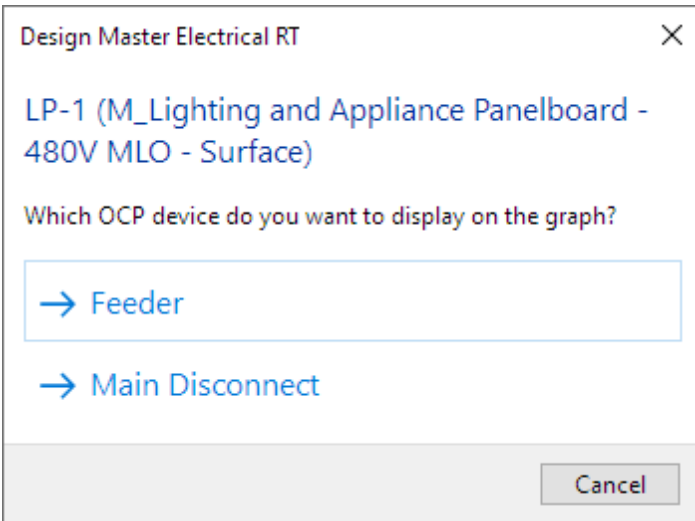 Design Master Electrical RT
LP-1 (M_Lighting and Appliance Panelboard -
480V MLO - Surface)
Which OCP device do you want to display on the graph?
→ Feeder
→ Main Disconnect
Cancel